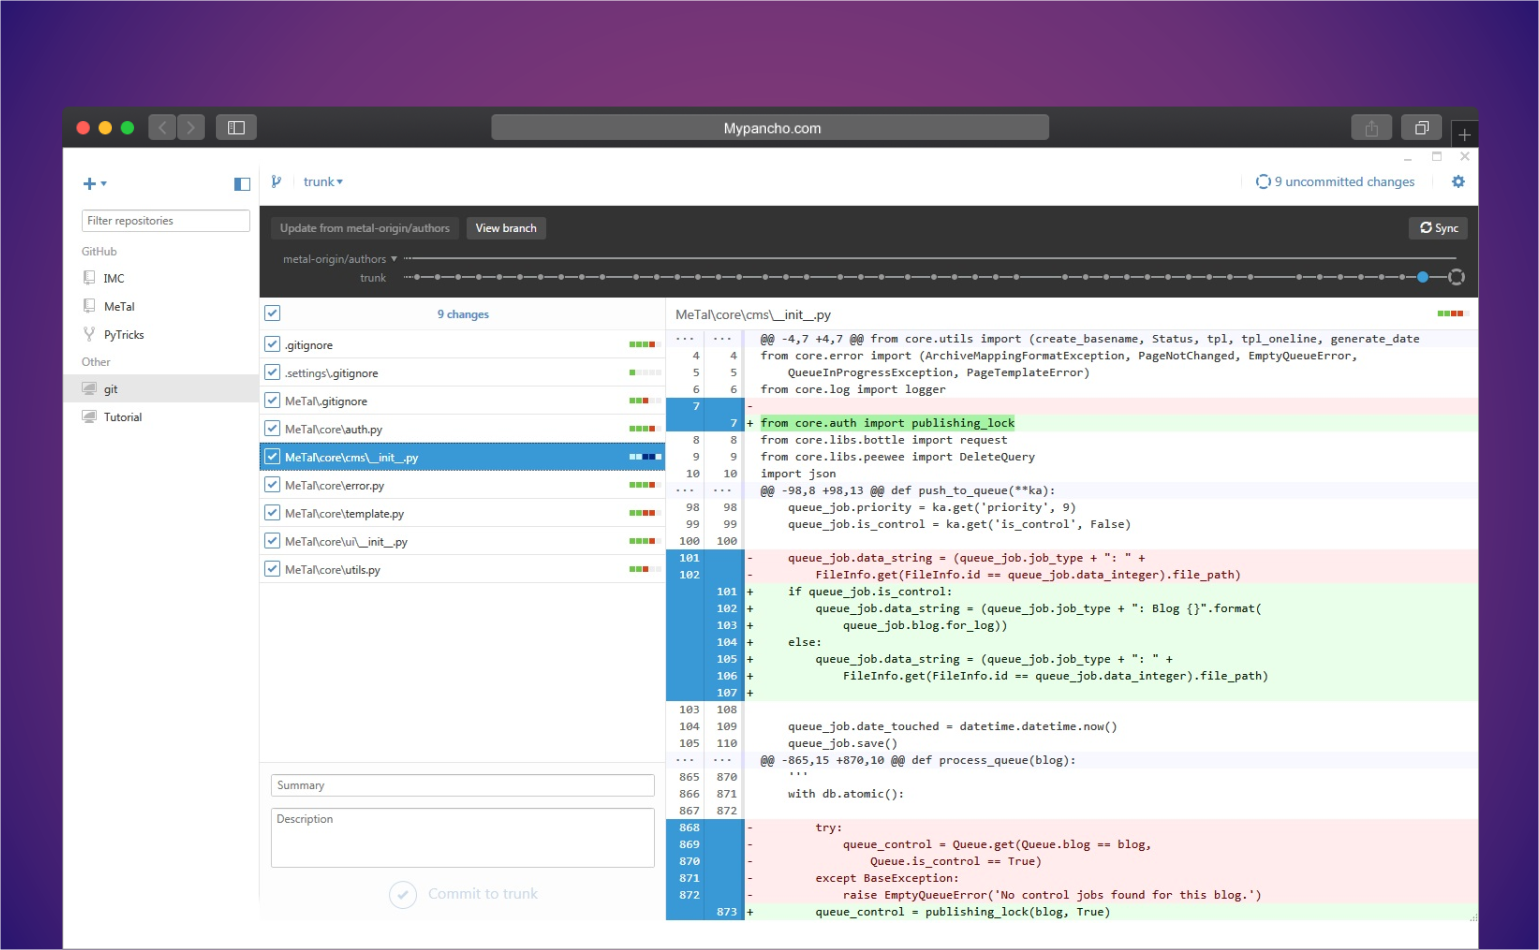 Mypancho.com
trunk
9 uncommitted changes
Filter repositories
GitHub
IMC
MeTal
PyTricks
Other
git
Tutorial
Update from metal-origin/authors
View branch
Sync
metal-origin/authors
trunk
9 changes
.gitignore
.settings\.gitignore
MeTal\.gitignore
MeTal\core\auth.py
MeTal\core\cms\__init__.py
MeTal\core\error.py
MeTal\core\template.py
MeTal\core\ui\__init__.py
MeTal\core\utils.py
Summary
Description
Commit to trunk
MeTal\core\cms\__init__.py
... ... @@ -4,7 +4,7 @@ from core.utils import (create_basename, Status, tpl, tpl_oneline, generate_date
4 4 from core.error import (ArchiveMappingFormatException, PageNotChanged, EmptyQueueError,
5 5 QueueInProgressException, PageTemplateError)
6 6 from core.log import logger
7 -
7 + from core.auth import publishing_lock
8 8 from core.libs.bottle import request
9 9 from core.libs.peewee import DeleteQuery
10 10 import json
... ... @@ -98,8 +98,13 @@ def push_to_queue(**ka):
98 98 queue_job.priority = ka.get('priority', 9)
99 99 queue_job.is_control = ka.get('is_control', False)
100 100
101 - queue_job.data_string = (queue_job.job_type + ": " +
102 - FileInfo.get(FileInfo.id == queue_job.data_integer).file_path)
101 + if queue_job.is_control:
102 + queue_job.data_string = (queue_job.job_type + ": Blog {}".format(
103 + queue_job.blog.for_log))
104 + else:
105 + queue_job.data_string = (queue_job.job_type + ": " +
106 + FileInfo.get(FileInfo.id == queue_job.data_integer).file_path)
107 +
103 108
104 109 queue_job.date_touched = datetime.datetime.now()
105 110 queue_job.save()
... ... @@ -865,15 +870,10 @@ def process_queue(blog):
865 870 '''
866 871 with db.atomic():
867 872
868 - try:
869 - queue_control = Queue.get(Queue.blog == blog,
870 - Queue.is_control == True)
871 - except BaseException:
872 - raise EmptyQueueError('No control jobs found for this blog.')
873 + queue_control = publishing_lock(blog, True)